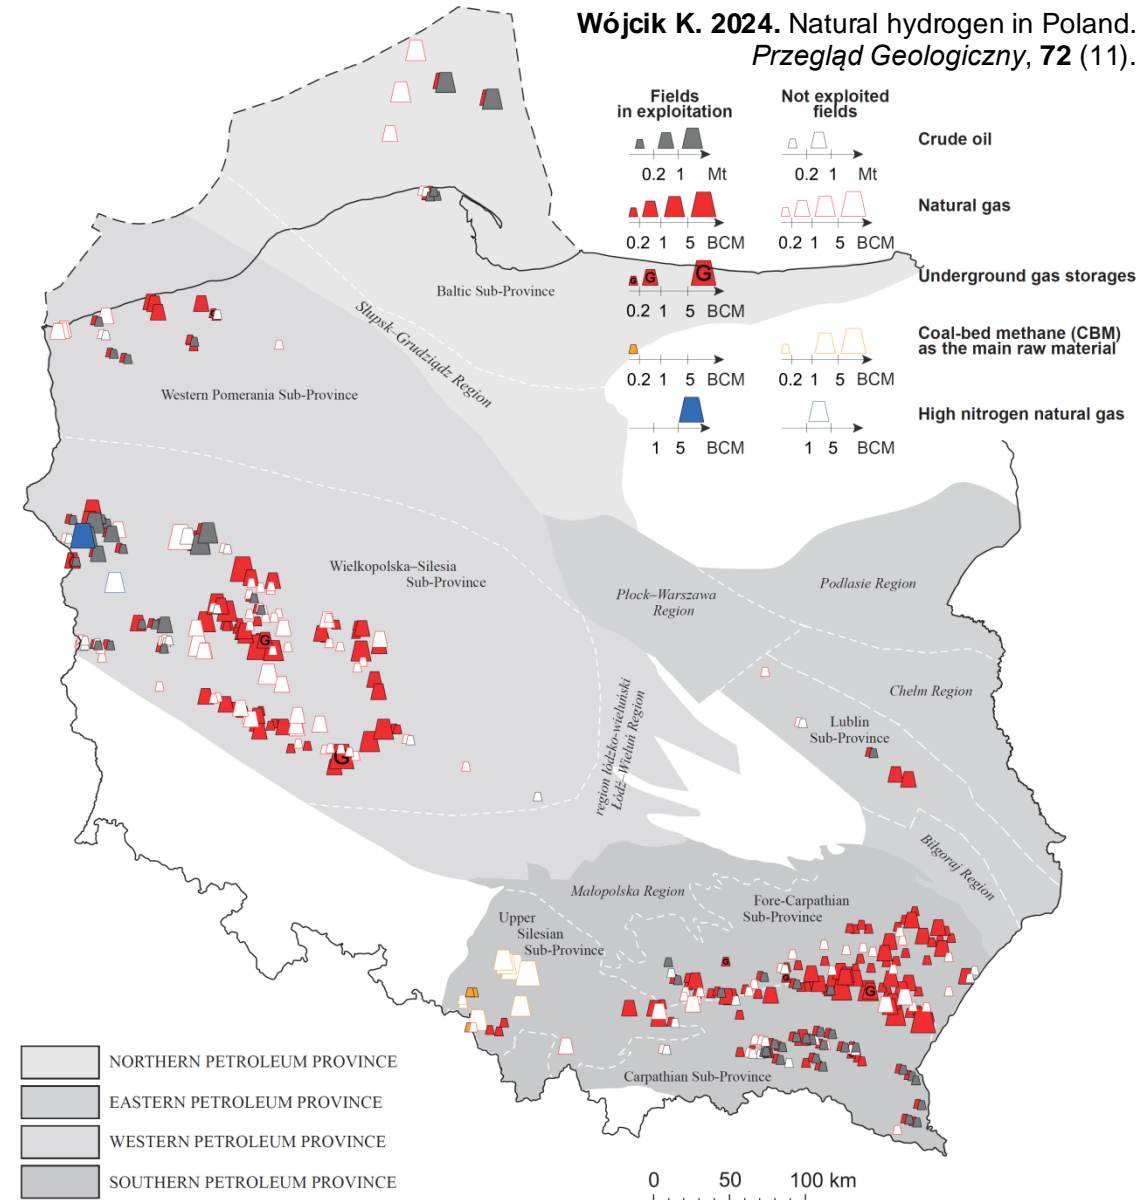 Wójcik K. 2024. Natural hydrogen in Poland.
Przegląd Geologiczny, 72 (11).
Fields
in exploitation
Not exploited
fields
Crude oil
0.2 1 Mt
0.2 1 Mt
Natural gas
0.2 1 5 BCM
0.2 1 5 BCM
G G G
Underground gas storages
0.2 1 5 BCM
Coal-bed methane (CBM)
as the main raw material
0.2 1 5 BCM
0.2 1 5 BCM
High nitrogen natural gas
1 5 BCM
1 5 BCM
Baltic Sub-Province
Słupsk–Grudziądz Region
Western Pomerania Sub-Province
Wielkopolska–Silesia
Sub-Province
Płock–Warszawa
Region
Podlasie Region
G
Chełm Region
region łódzko-wieluński
Łódź–Wieluń Region
Lublin
Sub-Province
G
Biłgoraj Region
Małopolska Region
Fore-Carpathian
Sub-Province
Upper
Silesian
Sub-Province
G
G
G
Carpathian Sub-Province
NORTHERN PETROLEUM PROVINCE
EASTERN PETROLEUM PROVINCE
WESTERN PETROLEUM PROVINCE
SOUTHERN PETROLEUM PROVINCE
0 50 100 km